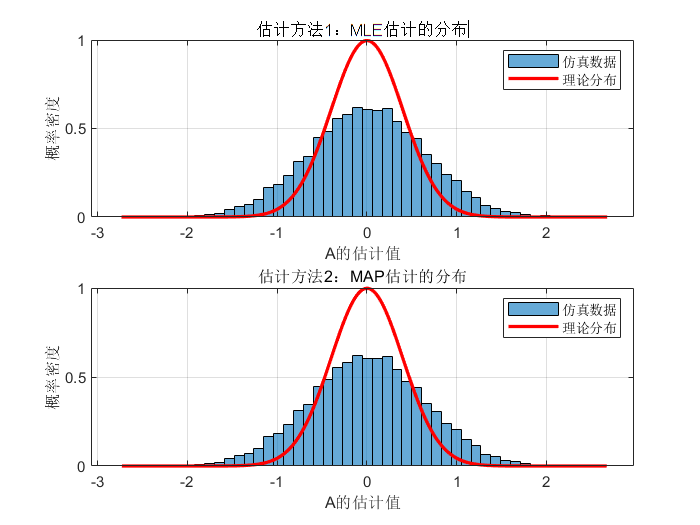 估计方法1：MLE估计的分布
1
0.5
0
概率密度
仿真数据
理论分布
-3
-2
-1
0
1
2
A的估计值
估计方法2：MAP估计的分布
1
0.5
0
概率密度
仿真数据
理论分布
-3
-2
-1
0
1
2
A的估计值